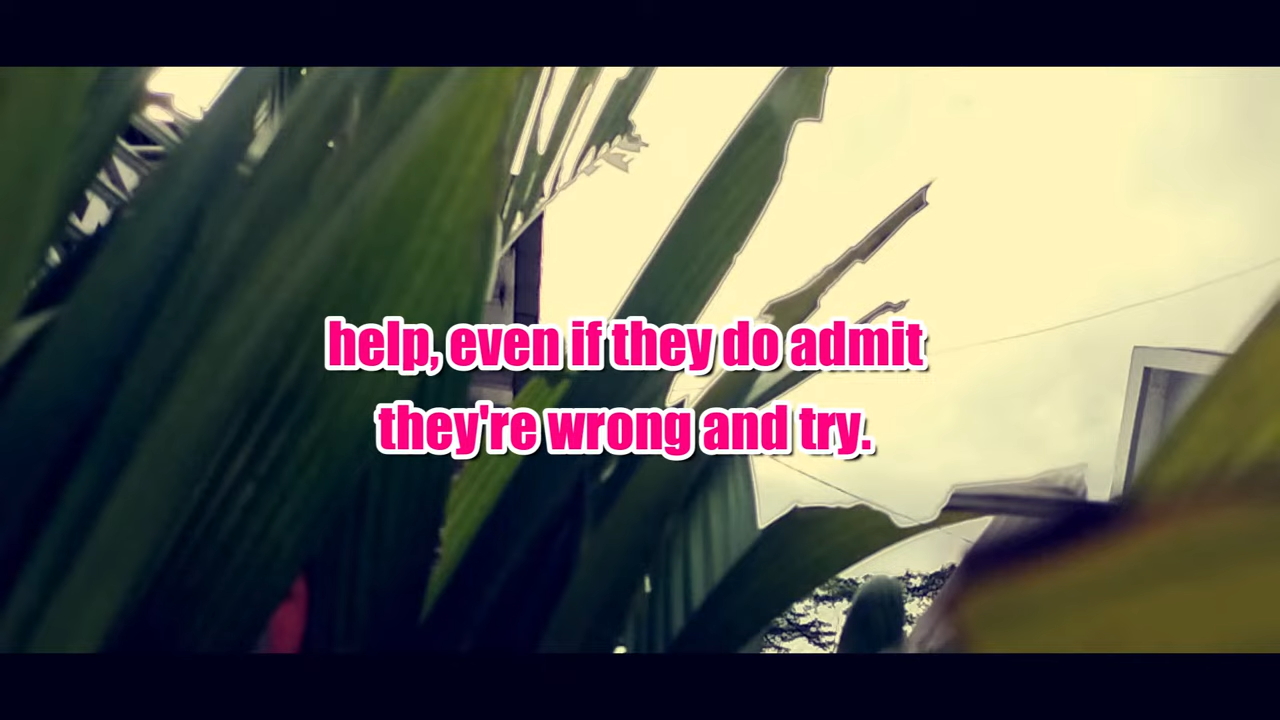 help, even if they do admit
they're wrong and try.